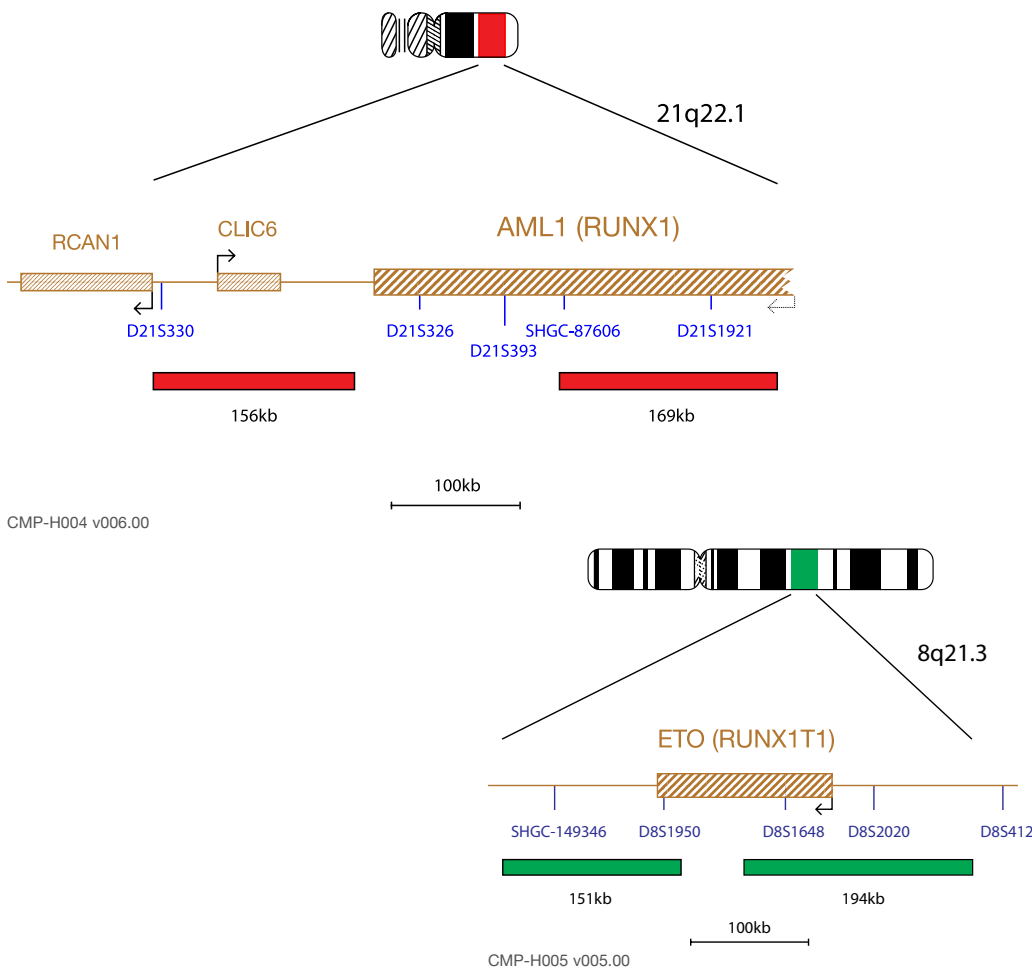 21q22.1
RCAN1
CLIC6
AML1 (RUNX1)
D21S330
D21S326
D21S393
SHGC-87606
D21S1921
156kb
169kb
100kb
CMP-H004 v006.00
8q21.3
ETO (RUNX1T1)
SHGC-149346
D8S1950
D8S1648
D8S2020
D8S412
151kb
194kb
100kb
CMP-H005 v005.00